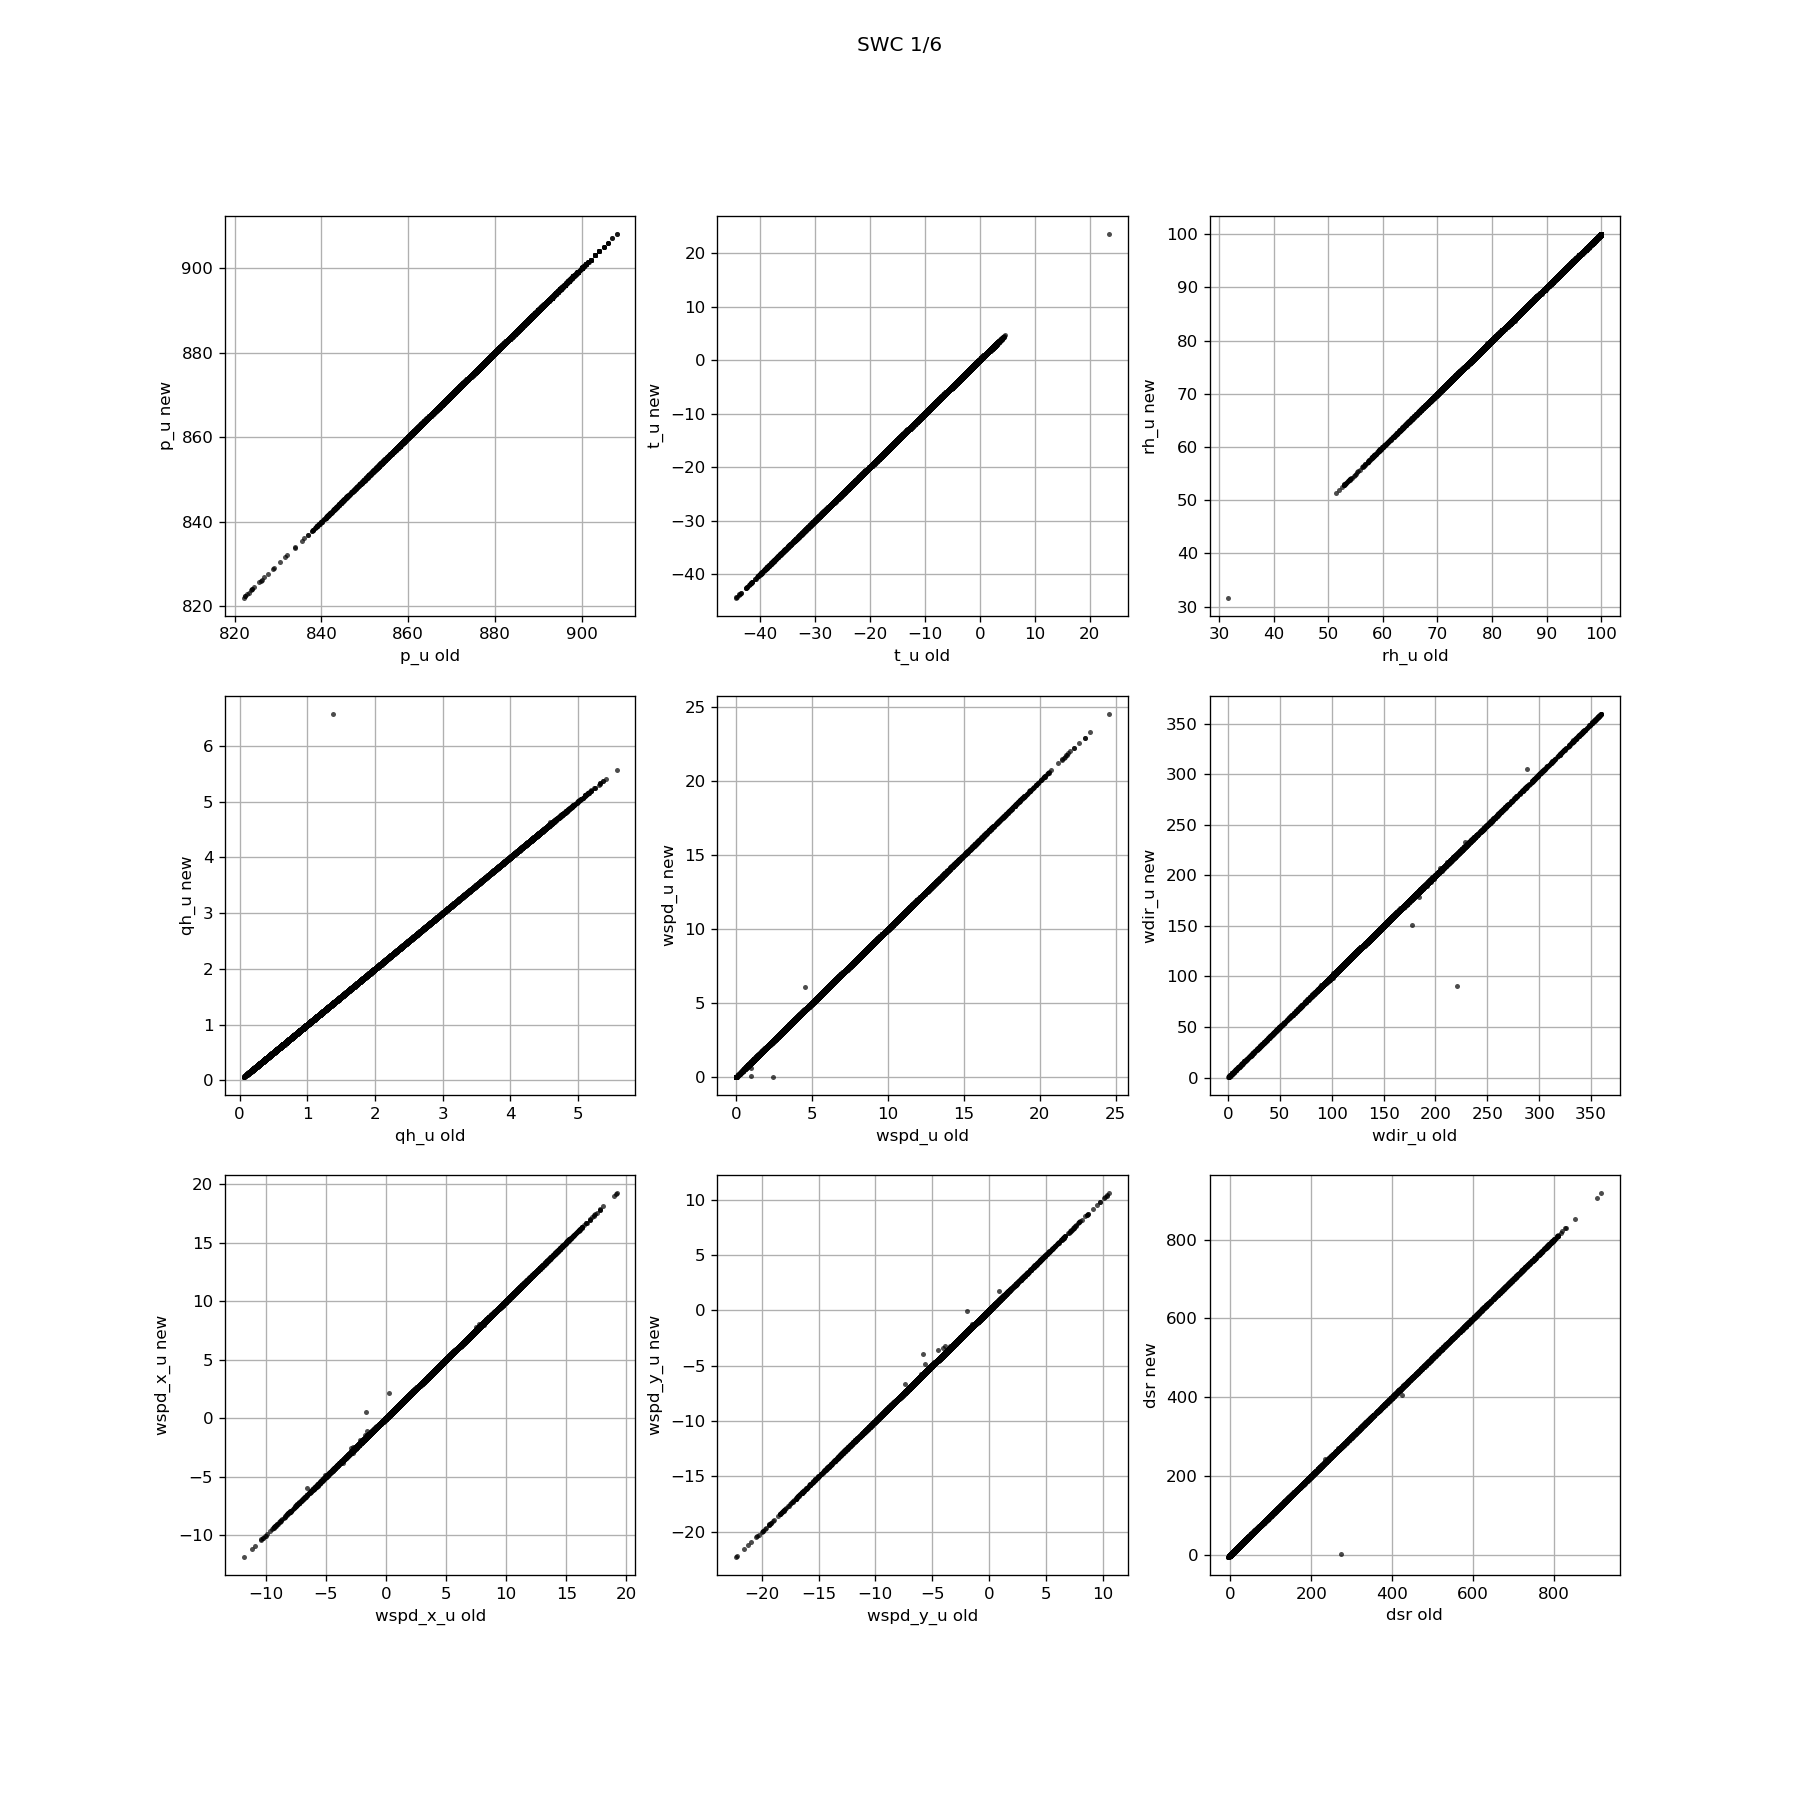 SWC 1/6
900
880
860
840
820
p_u new
820 840 860 880 900
p_u old
20
10
0
−10
−20
−30
−40
t_u new
−40 −30 −20 −10 0 10 20
t_u old
100
90
80
70
60
50
40
30
rh_u new
30 40 50 60 70 80 90 100
rh_u old
6
5
4
3
2
1
0
qh_u new
0 1 2 3 4 5
qh_u old
25
20
15
10
5
0
wspd_u new
0 5 10 15 20 25
wspd_u old
350
300
250
200
150
100
50
0
wdir_u new
0 50 100 150 200 250 300 350
wdir_u old
20
15
10
5
0
−5
−10
wspd_x_u new
−10 −5 0 5 10 15 20
wspd_x_u old
10
5
0
−5
−10
−15
−20
wspd_y_u new
−20 −15 −10 −5 0 5 10
wspd_y_u old
800
600
400
200
0
dsr new
0 200 400 600 800
dsr old